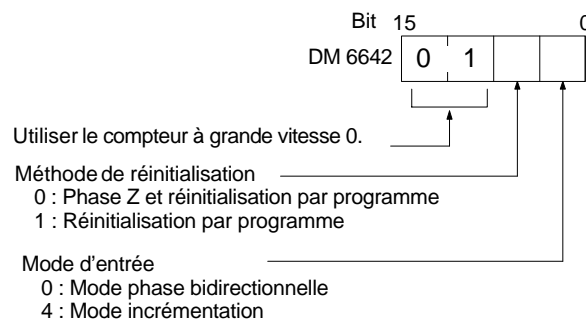 Bit 15 0
DM 6642 0 1
Utiliser le compteur à grande vitesse 0.
Méthode de réinitialisation
0 : Phase Z et réinitialisation par programme
1 : Réinitialisation par programme
Mode d'entrée
0 : Mode phase bidirectionnelle
4 : Mode incrémentation